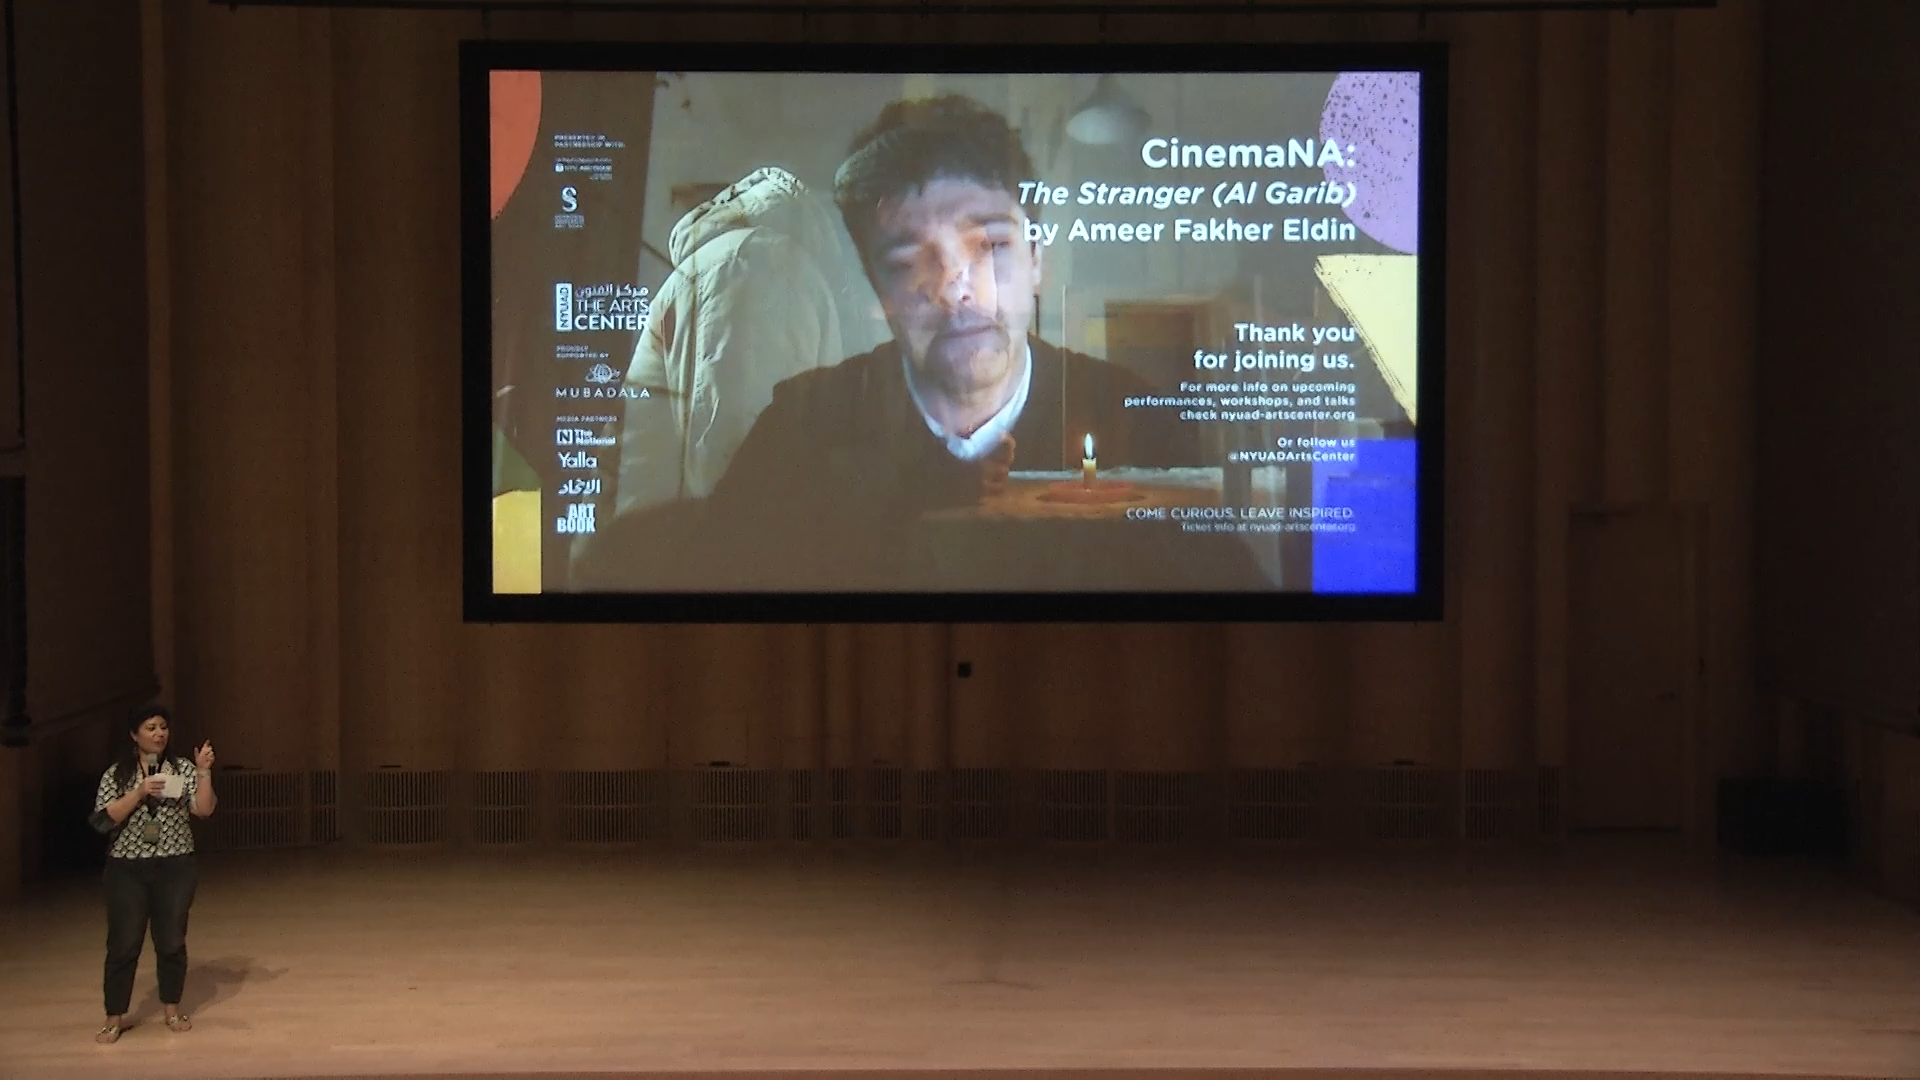 PRESENTED IN
PARTNERSHIP WITH:
NYUAD
مركز الفنون
THE ARTS
CENTER
PROUDLY
SUPPORTED BY
MUBADALA
MEDIA PARTNERS
The
National
Yalla
الاتحاد
ART
BOOK
CinemaNA:
The Stranger (Al Garib)
by Ameer Fakher Eldin
Thank you
for joining us.
For more info on upcoming
performances, workshops, and talks
check nyuad-artscenter.org
Or follow us
@NYUADArtsCenter
COME CURIOUS. LEAVE INSPIRED.
Ticket info at nyuad-artscenter.org